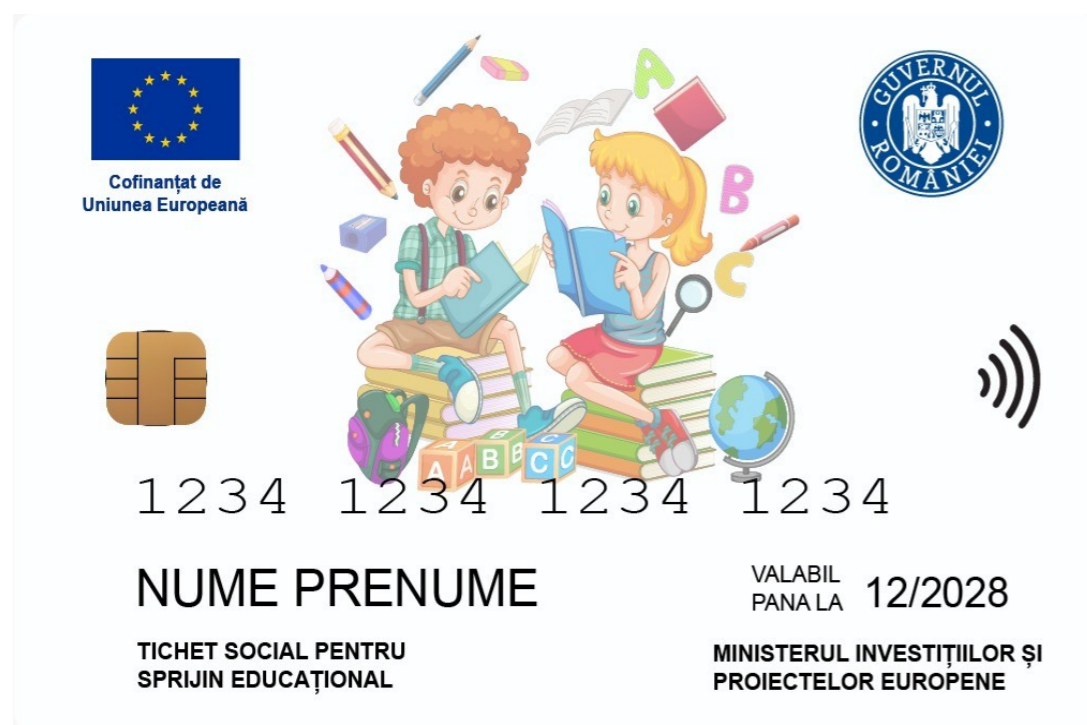 Cofinanțat de
Uniunea Europeană
GUVERNUL ROMÂNIEI
A
B
C
A A B B C C
1234 1234 1234 1234
NUME PRENUME
VALABIL
PANA LA 12/2028
TICHET SOCIAL PENTRU
SPRIJIN EDUCAȚIONAL
MINISTERUL INVESTIȚIILOR ȘI
PROIECTELOR EUROPENE